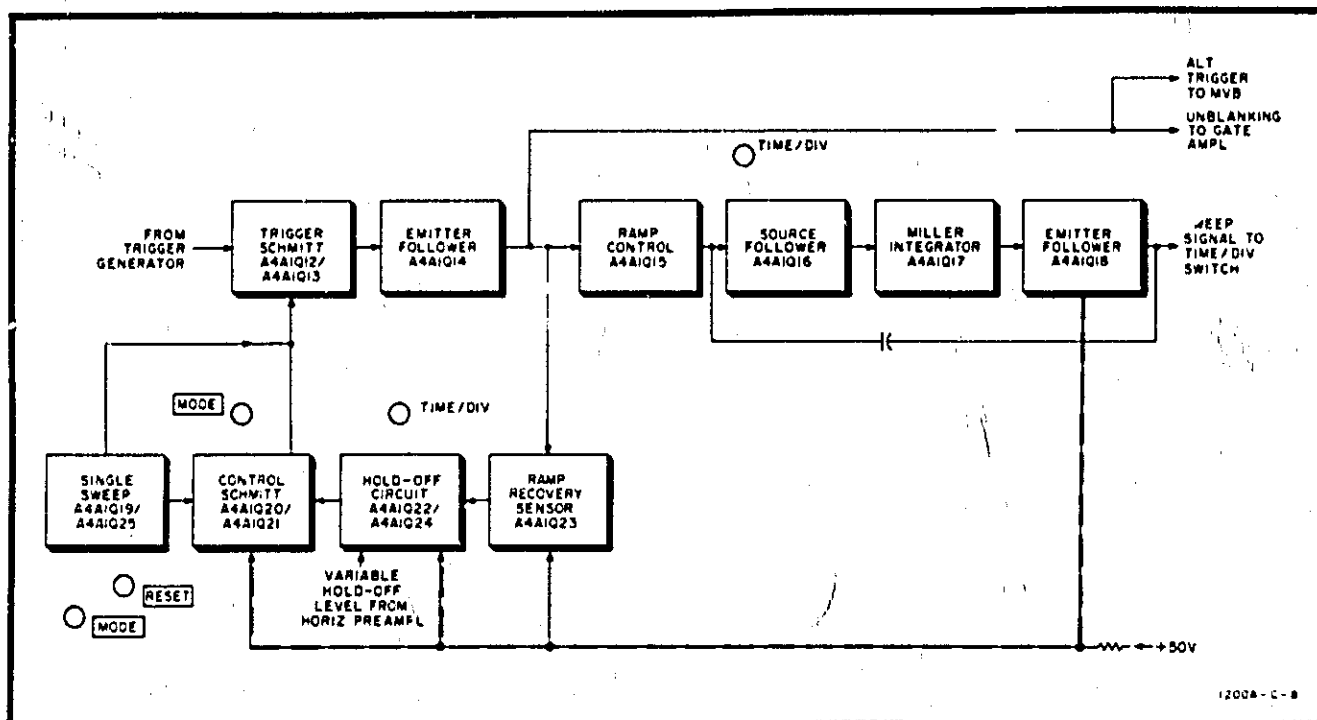 ALT
TRIGGER
TO MVB
UNBLANKING
TO GATE
AMPL
TIME/DIV
FROM
TRIGGER
GENERATOR
TRIGGER
SCHMITT
A4A1Q12/
A4A1Q13
EMITTER
FOLLOWER
A4A1Q14
RAMP
CONTROL
A4A1Q15
SOURCE
FOLLOWER
A4A1Q16
MILLER
INTEGRATOR
A4A1Q17
EMITTER
FOLLOWER
A4A1Q18
WEEP
SIGNAL TO
TIME/DIV
SWITCH
MODE
TIME/DIV
SINGLE
SWEEP
A4A1Q19/
A4A1Q25
CONTROL
SCHMITT
A4A1Q20/
A4A1Q21
HOLD-OFF
CIRCUIT
A4A1Q22/
A4A1Q24
RAMP
RECOVERY
SENSOR
A4A1Q23
RESET
MODE
VARIABLE
HOLD-OFF
LEVEL FROM
HORIZ PREAMPL
+50V
1200A-C-8